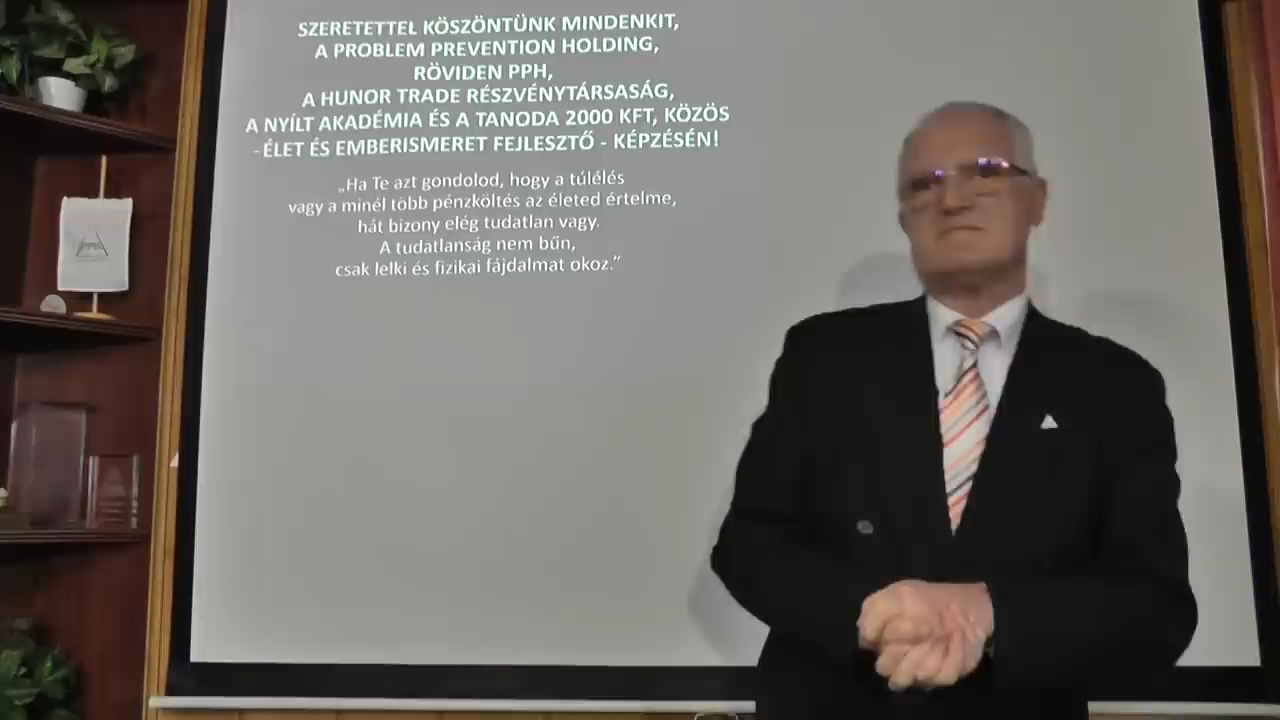 SZERETETTEL KÖSZÖNTÜNK MINDENKIT,
A PROBLEM PREVENTION HOLDING,
RÖVIDEN PPH,
A HUNOR TRADE RÉSZVÉNYTÁRSASÁG,
A NYÍLT AKADÉMIA ÉS A TANODA 2000 KFT, KÖZÖS
- ÉLET ÉS EMBERISMERET FEJLESZTŐ - KÉPZÉSÉN!
„Ha Te azt gondolod, hogy a túlélés
vagy a minél több pénzköltés az életed értelme,
hát bizony elég tudatlan vagy.
A tudatlanság nem bűn,
csak lelki és fizikai fájdalmat okoz.”